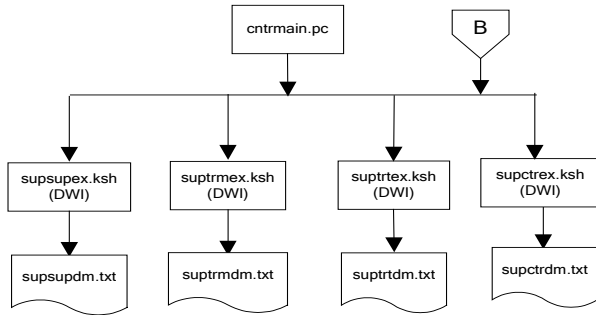 cntrmain.pc
B
supsupex.ksh
(DWI)
suptrmex.ksh
(DWI)
suptrtex.ksh
(DWI)
supctrex.ksh
(DWI)
supsupdm.txt
suptrmdm.txt
suptrtdm.txt
supctrdm.txt